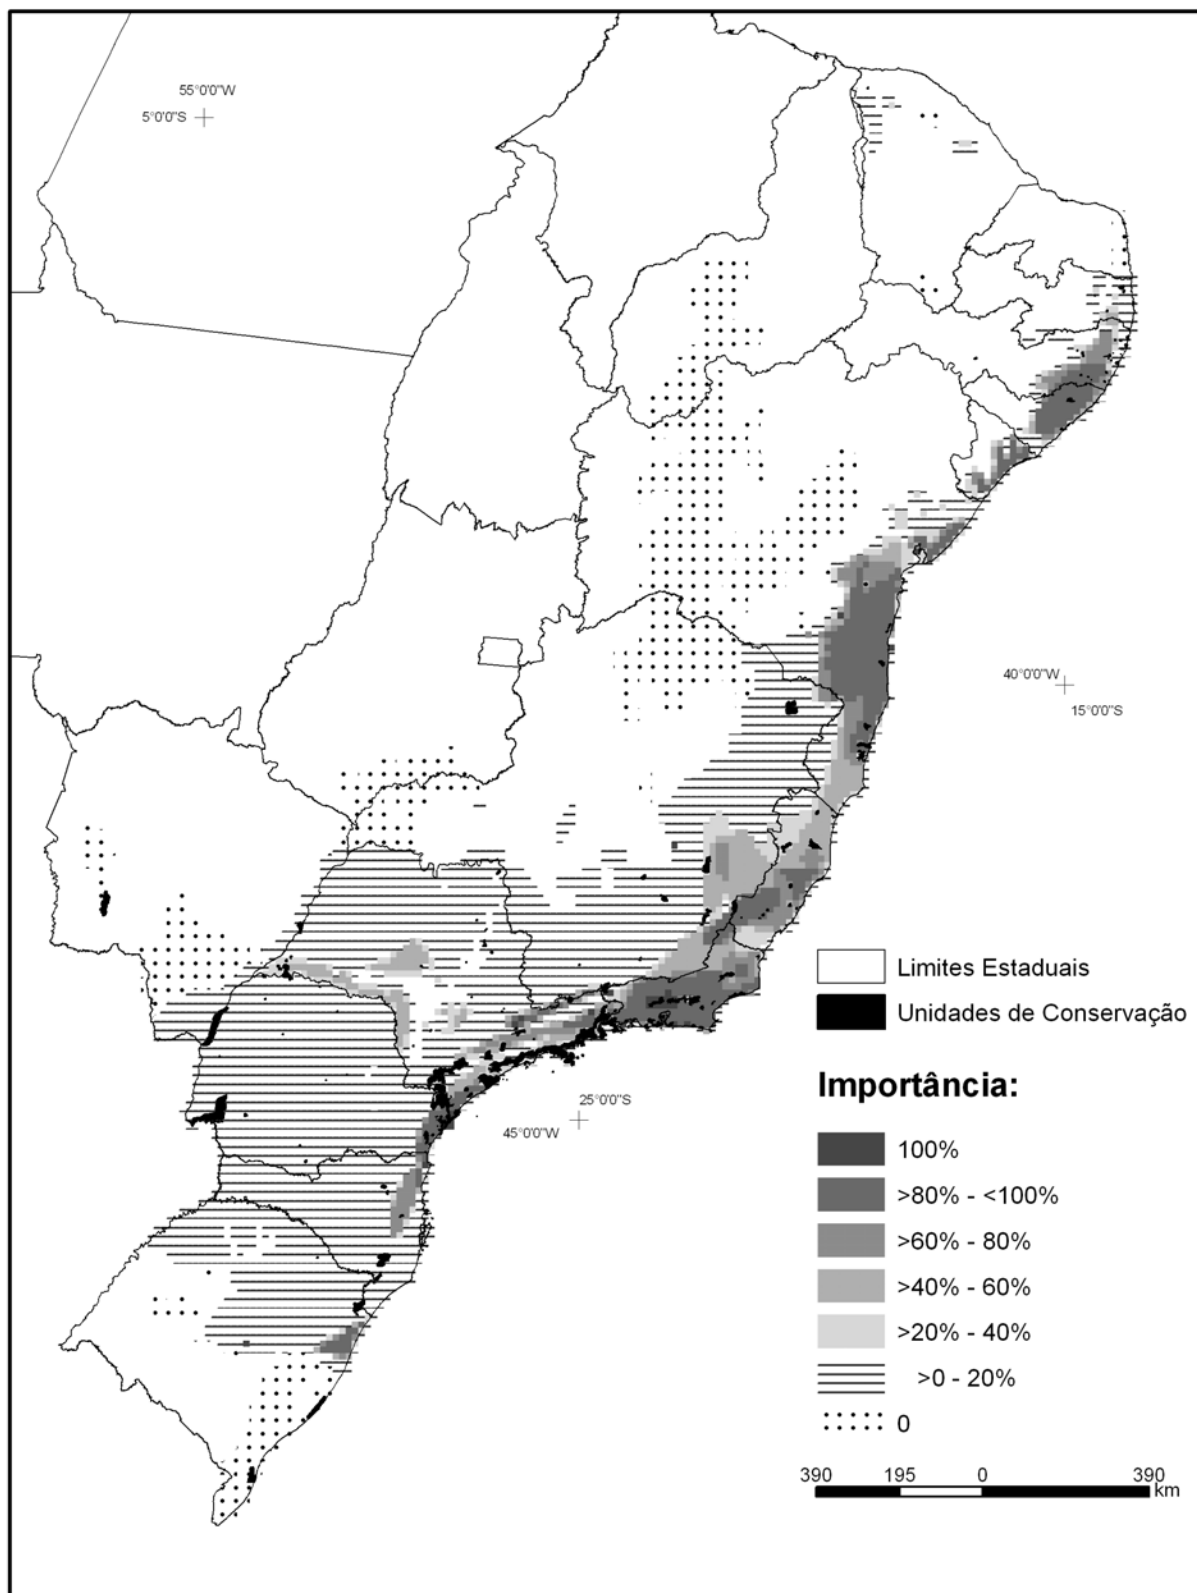 55°0'0"W
5°0'0"S
40°0'0"W
15°0'0"S
Limites Estaduais
Unidades de Conservação
Importância:
25°0'0"S
45°0'0"W
100%
>80% - <100%
>60% - 80%
>40% - 60%
>20% - 40%
>0 - 20%
0
390 195 0 390
km